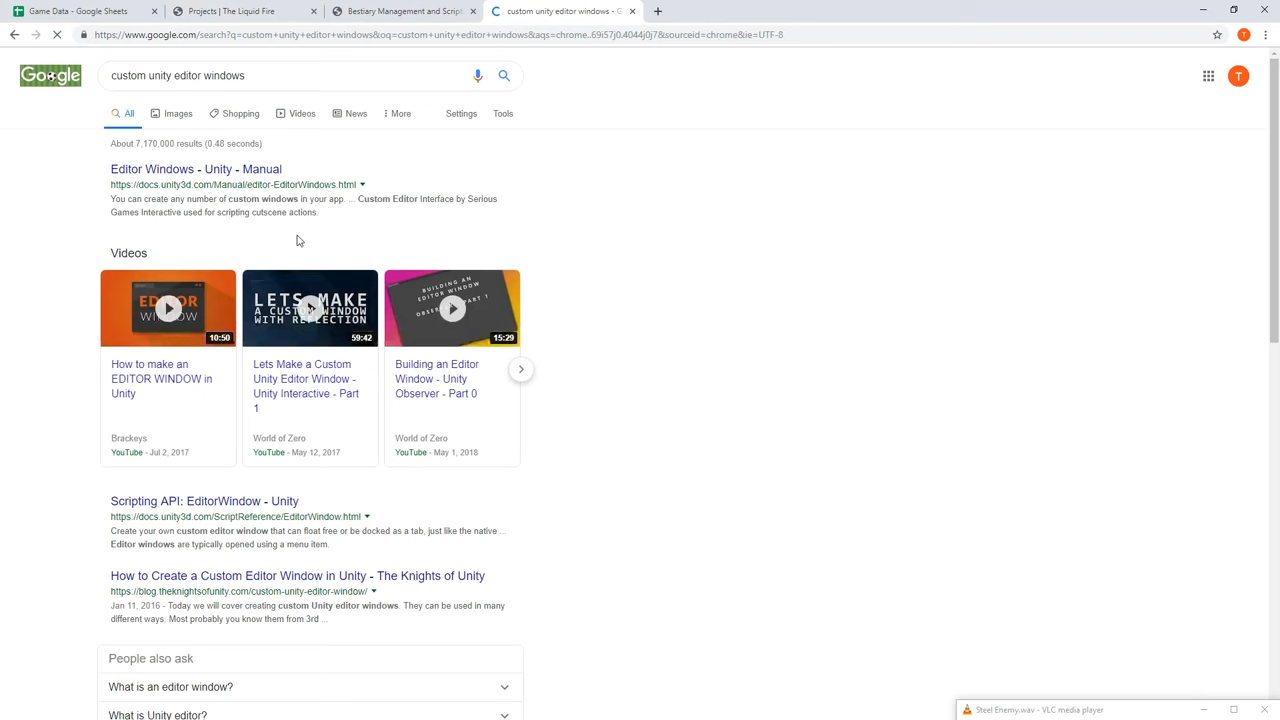 Game Data - Google Sheets
Projects | The Liquid Fire
Bestiary Management and Script
custom unity editor windows - G
https://www.google.com/search?q=custom+unity+editor+windows&oq=custom+unity+editor+windows&aqs=chrome..69i57j0.4044j0j7&sourceid=chrome&ie=UTF-8
T
Google
custom unity editor windows
T
All
Images
Shopping
Videos
News
More
Settings
Tools
About 7,170,000 results (0.48 seconds)
Editor Windows - Unity - Manual
https://docs.unity3d.com/Manual/editor-EditorWindows.html
You can create any number of custom windows in your app. ... Custom Editor Interface by Serious
Games Interactive used for scripting cutscene actions.
Videos
EDITOR
WINDOW
10:50
LETS MAKE
A CUSTOM WINDOW
WITH REFLECTION
59:42
BUILDING AN
EDITOR WINDOW
15:29
How to make an
EDITOR WINDOW in
Unity
Brackeys
YouTube - Jul 2, 2017
Lets Make a Custom
Unity Editor Window -
Unity Interactive - Part
1
World of Zero
YouTube - May 12, 2017
Building an Editor
Window - Unity
Observer - Part 0
World of Zero
YouTube - May 1, 2018
Scripting API: EditorWindow - Unity
https://docs.unity3d.com/ScriptReference/EditorWindow.html
Create your own custom editor window that can float free or be docked as a tab, just like the native ...
Editor windows are typically opened using a menu item.
How to Create a Custom Editor Window in Unity - The Knights of Unity
https://blog.theknightsofunity.com/custom-unity-editor-window/
Jan 11, 2016 - Today we will cover creating custom Unity editor windows. They can be used in many
different ways. Most probably you know them from 3rd ...
People also ask
What is an editor window?
What is Unity editor?
Steel Enemy.wav - VLC media player